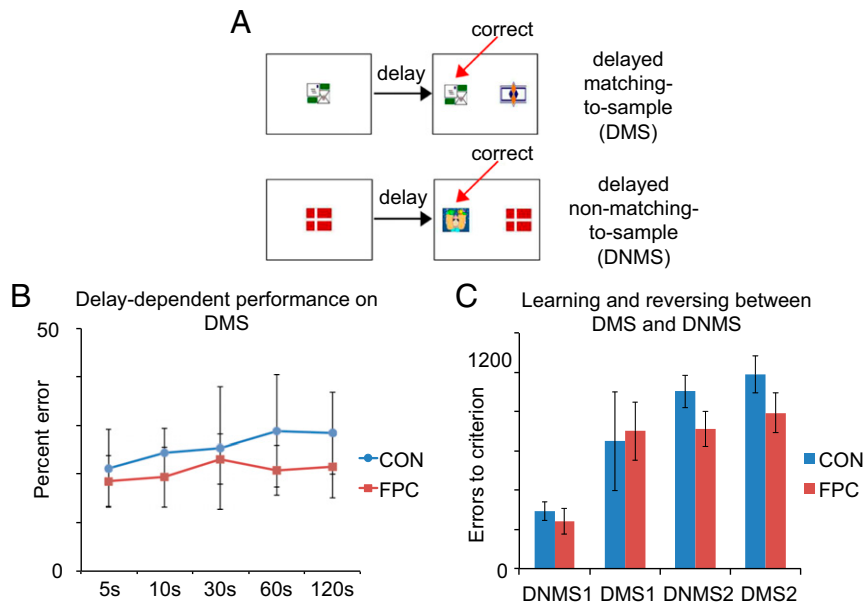 A
correct
delay
delayed
matching-
to-sample
(DMS)
correct
delay
delayed
non-matching-
to-sample
(DNMS)
B
Delay-dependent performance on
DMS
50
Percent error
0
5s 10s 30s 60s 120s
CON
FPC
C
Learning and reversing between
DMS and DNMS
1200
Errors to criterion
0
DNMS1 DMS1 DNMS2 DMS2
CON
FPC